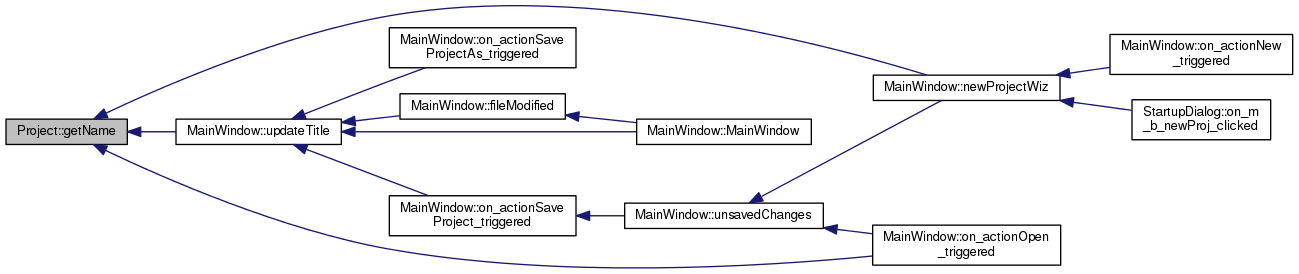 Project::getName
MainWindow::updateTitle
MainWindow::on_actionSave
ProjectAs_triggered
MainWindow::fileModified
MainWindow::MainWindow
MainWindow::on_actionSave
Project_triggered
MainWindow::unsavedChanges
MainWindow::newProjectWiz
MainWindow::on_actionOpen
_triggered
MainWindow::on_actionNew
_triggered
StartupDialog::on_m
_b_newProj_clicked